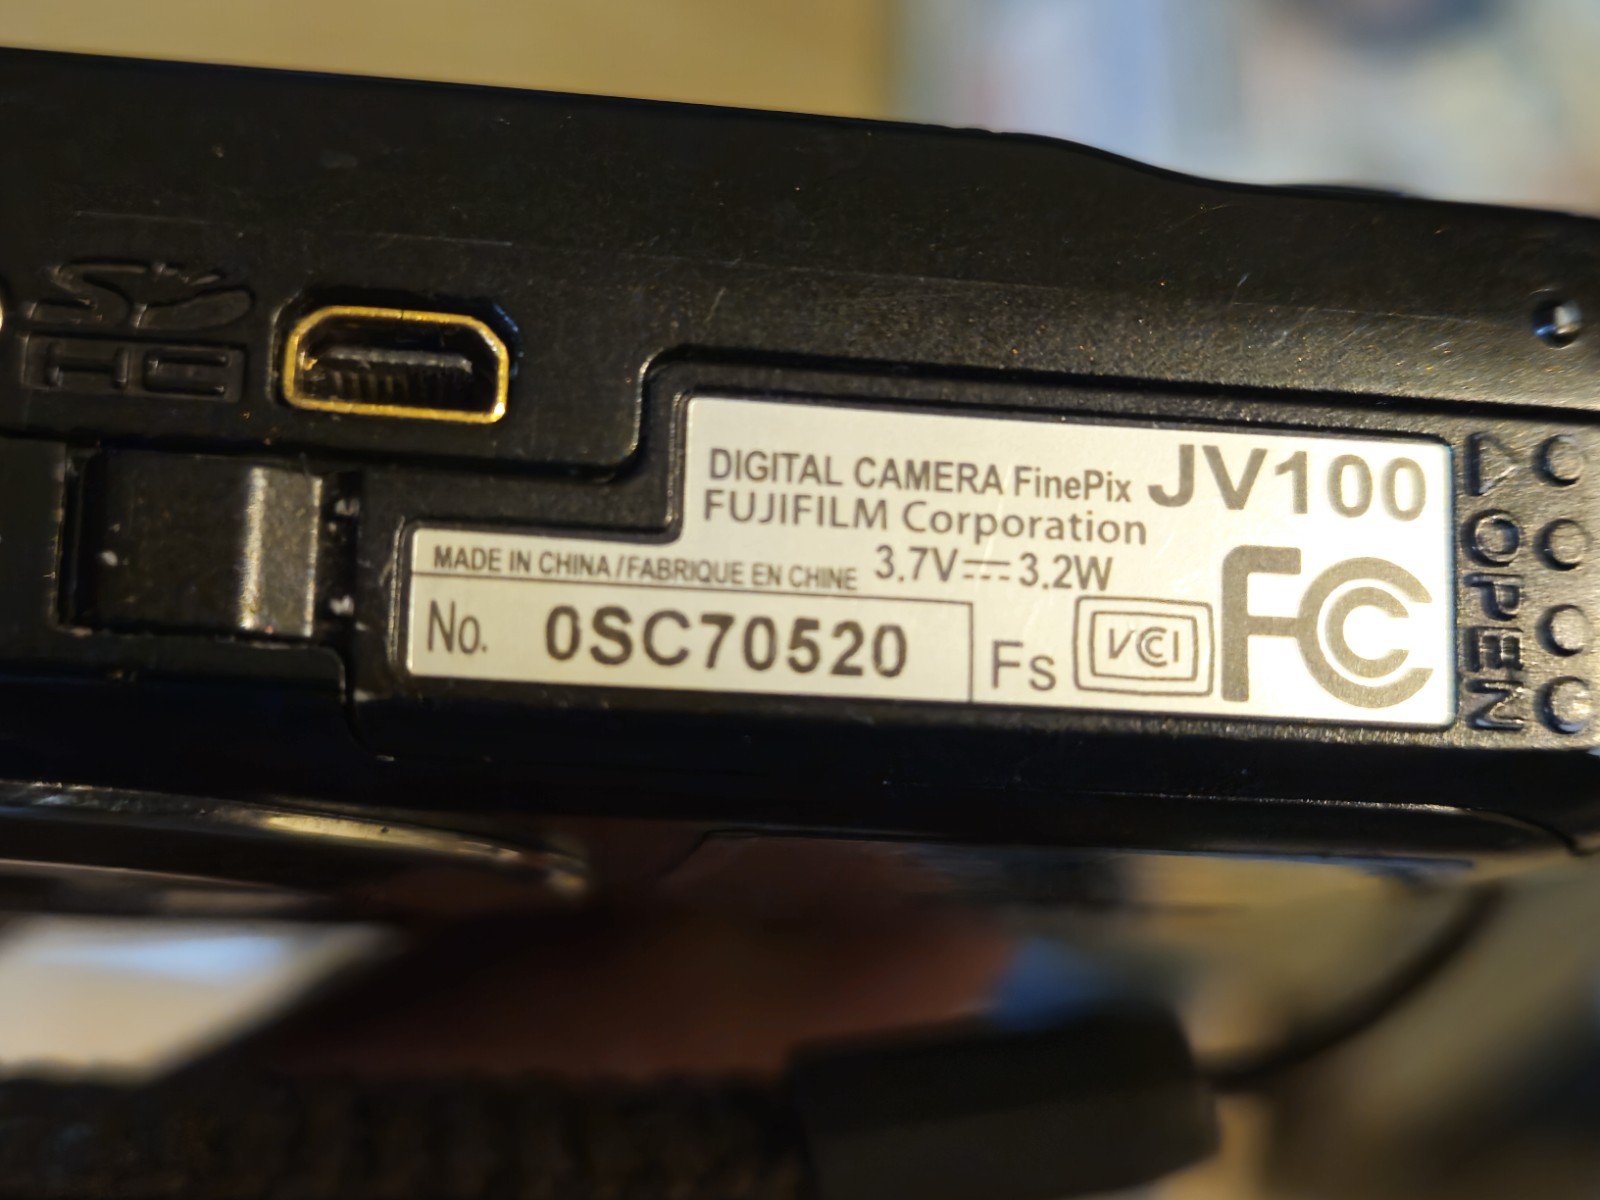 SD
HC
DIGITAL CAMERA FinePix JV100
FUJIFILM Corporation
MADE IN CHINA / FABRIQUE EN CHINE 3.7V⎓3.2W
No. 0SC70520
Fs VCCI FC
OPEN